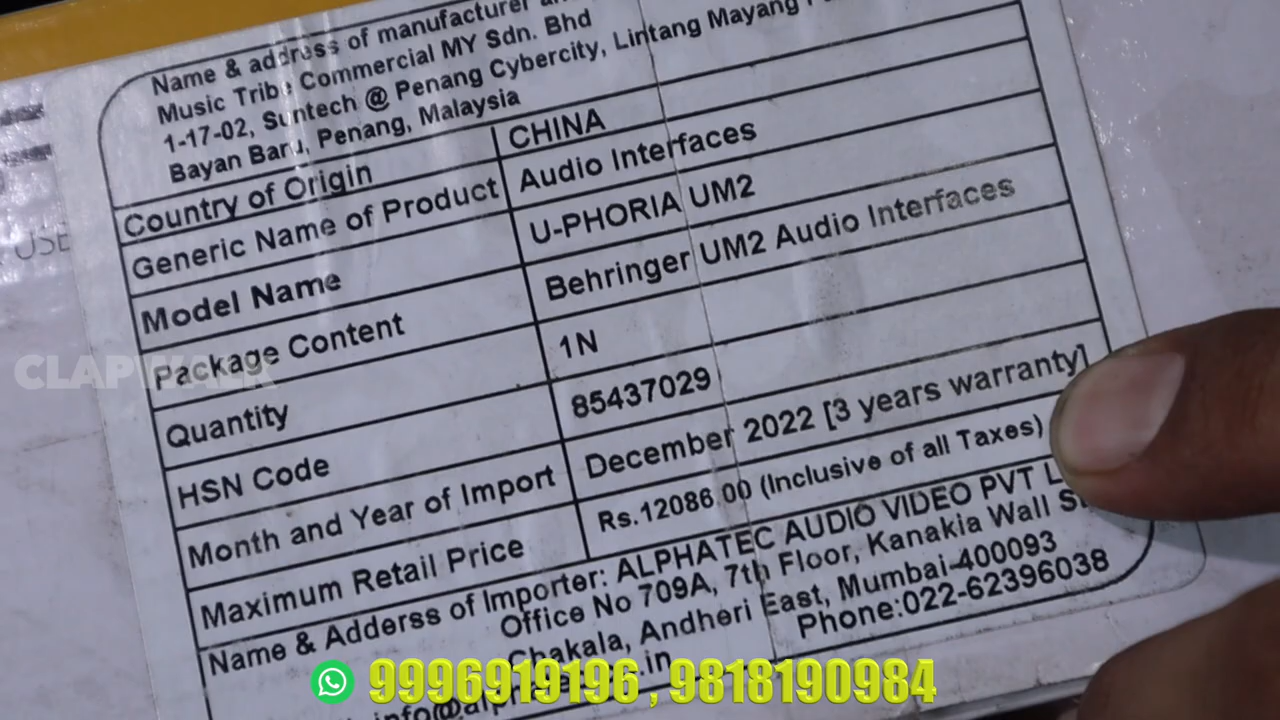 Name & address of manufacturer
Music Tribe Commercial MY Sdn. Bhd
1-17-02, Suntech @ Penang Cybercity, Lintang Mayang
Bayan Baru, Penang, Malaysia
Country of Origin CHINA
Generic Name of Product Audio Interfaces
Model Name U-PHORIA UM2
Package Content Behringer UM2 Audio Interfaces
Quantity 1N
HSN Code 85437029
Month and Year of Import December 2022 [3 years warranty]
Maximum Retail Price Rs.12086.00 (Inclusive of all Taxes)
Name & Adderss of Importer: ALPHATEC AUDIO VIDEO PVT
Office No 709A, 7th Floor, Kanakia Wall
Chakala, Andheri East, Mumbai-400093
Phone:022-62396038
USE
CLAPWALK
9996919196 , 9818190984